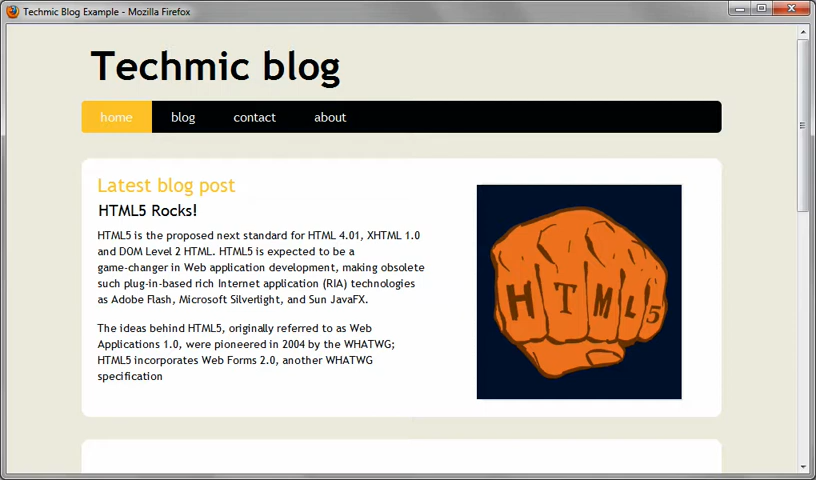 Techmic Blog Example - Mozilla Firefox
Techmic blog
home blog contact about
Latest blog post
HTML5 Rocks!
HTML5 is the proposed next standard for HTML 4.01, XHTML 1.0
and DOM Level 2 HTML. HTML5 is expected to be a
game-changer in Web application development, making obsolete
such plug-in-based rich Internet application (RIA) technologies
as Adobe Flash, Microsoft Silverlight, and Sun JavaFX.
The ideas behind HTML5, originally referred to as Web
Applications 1.0, were pioneered in 2004 by the WHATWG;
HTML5 incorporates Web Forms 2.0, another WHATWG
specification
HTML5